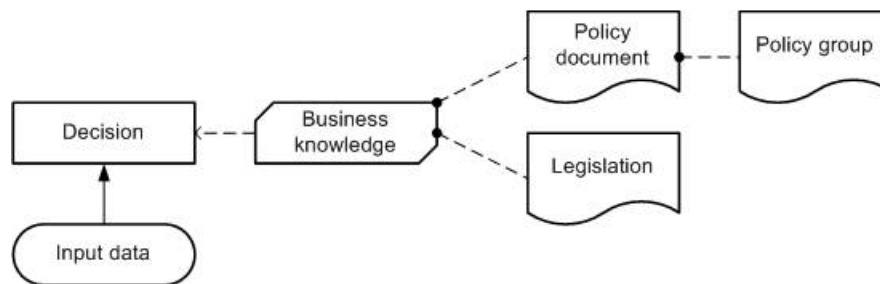 Policy
document
Policy group
Decision
Business
knowledge
Legislation
Input data